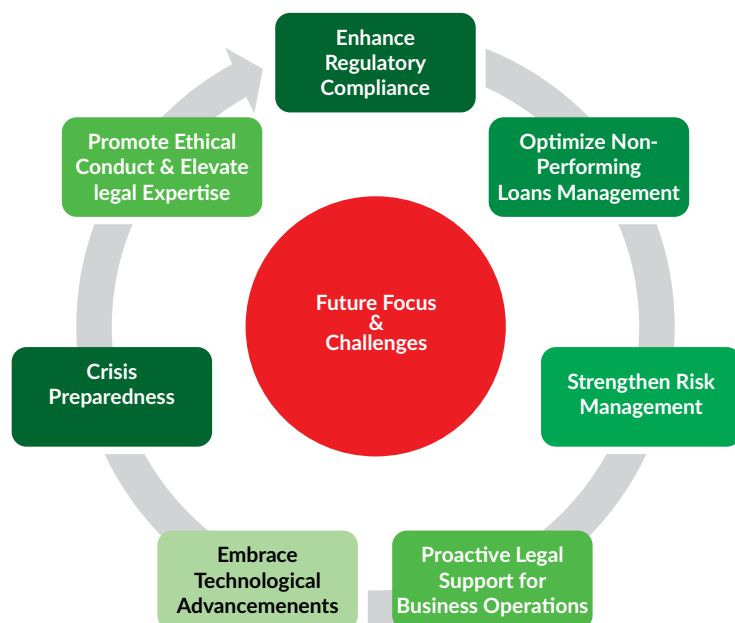 Enhance
Regulatory
Compliance
Optimize Non-
Performing
Loans Management
Strengthen Risk
Management
Proactive Legal
Support for
Business Operations
Embrace
Technological
Advancemenents
Crisis
Preparedness
Promote Ethical
Conduct & Elevate
legal Expertise
Future Focus
&
Challenges